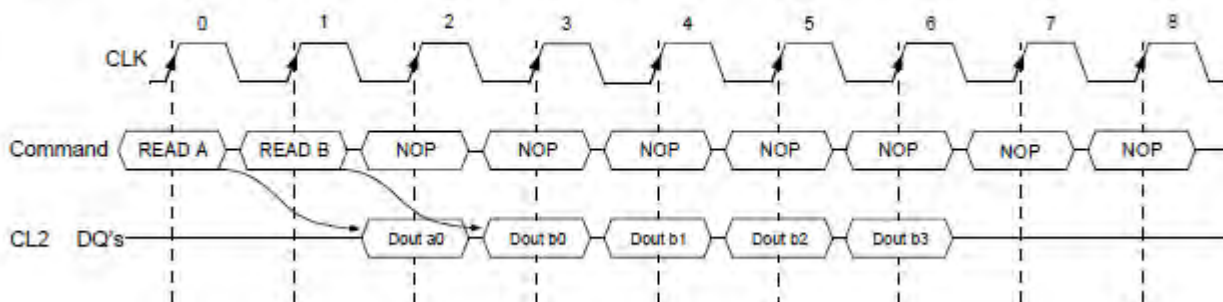 0 1 2 3 4 5 6 7 8
CLK
Command READ A READ B NOP NOP NOP NOP NOP NOP NOP
CL2 DQ's Dout a0 Dout b0 Dout b1 Dout b2 Dout b3